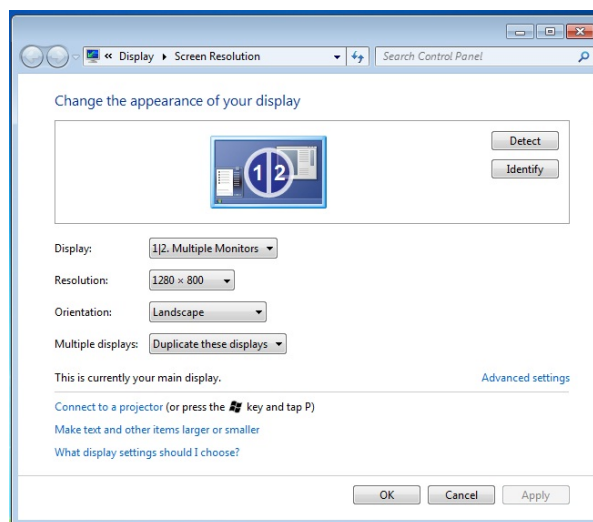 « Display ▸ Screen Resolution
Search Control Panel
Change the appearance of your display
1|2
Detect
Identify
Display: 1|2. Multiple Monitors
Resolution: 1280 × 800
Orientation: Landscape
Multiple displays: Duplicate these displays
This is currently your main display.
Advanced settings
Connect to a projector (or press the key and tap P)
Make text and other items larger or smaller
What display settings should I choose?
OK
Cancel
Apply